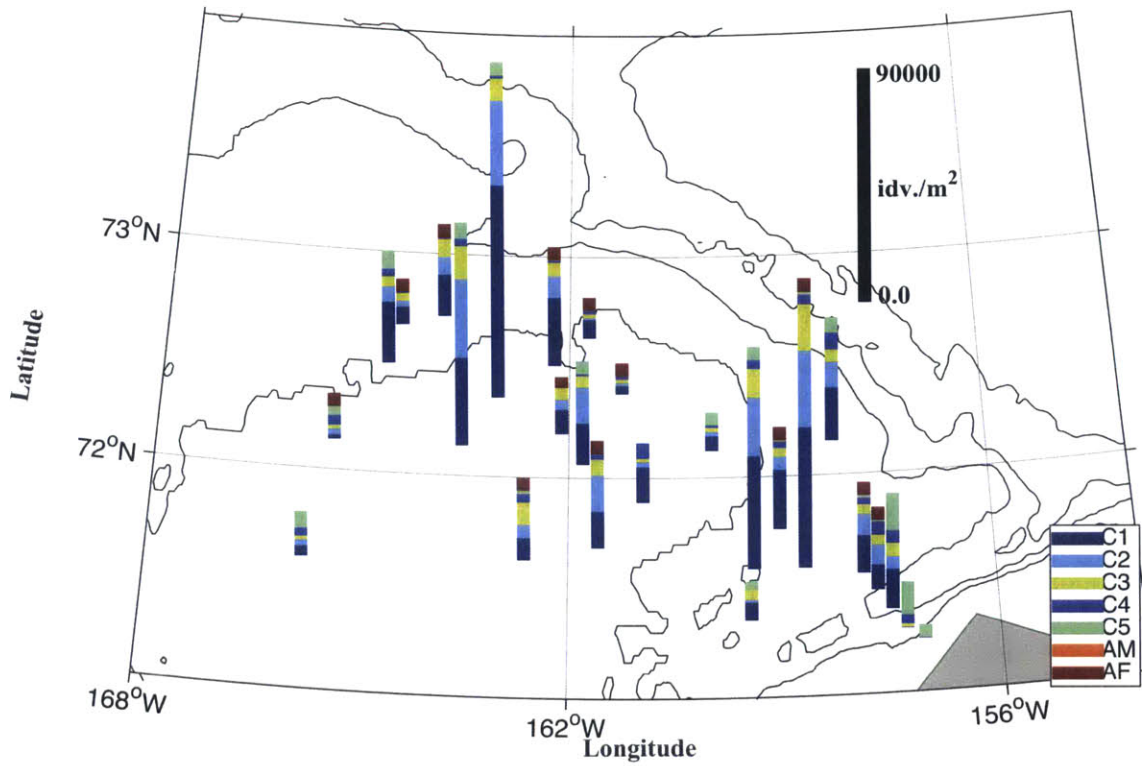 90000
idv./m²
0.0
73°N
72°N
Latitude
168°W
162°W
156°W
Longitude
C1
C2
C3
C4
C5
AM
AF